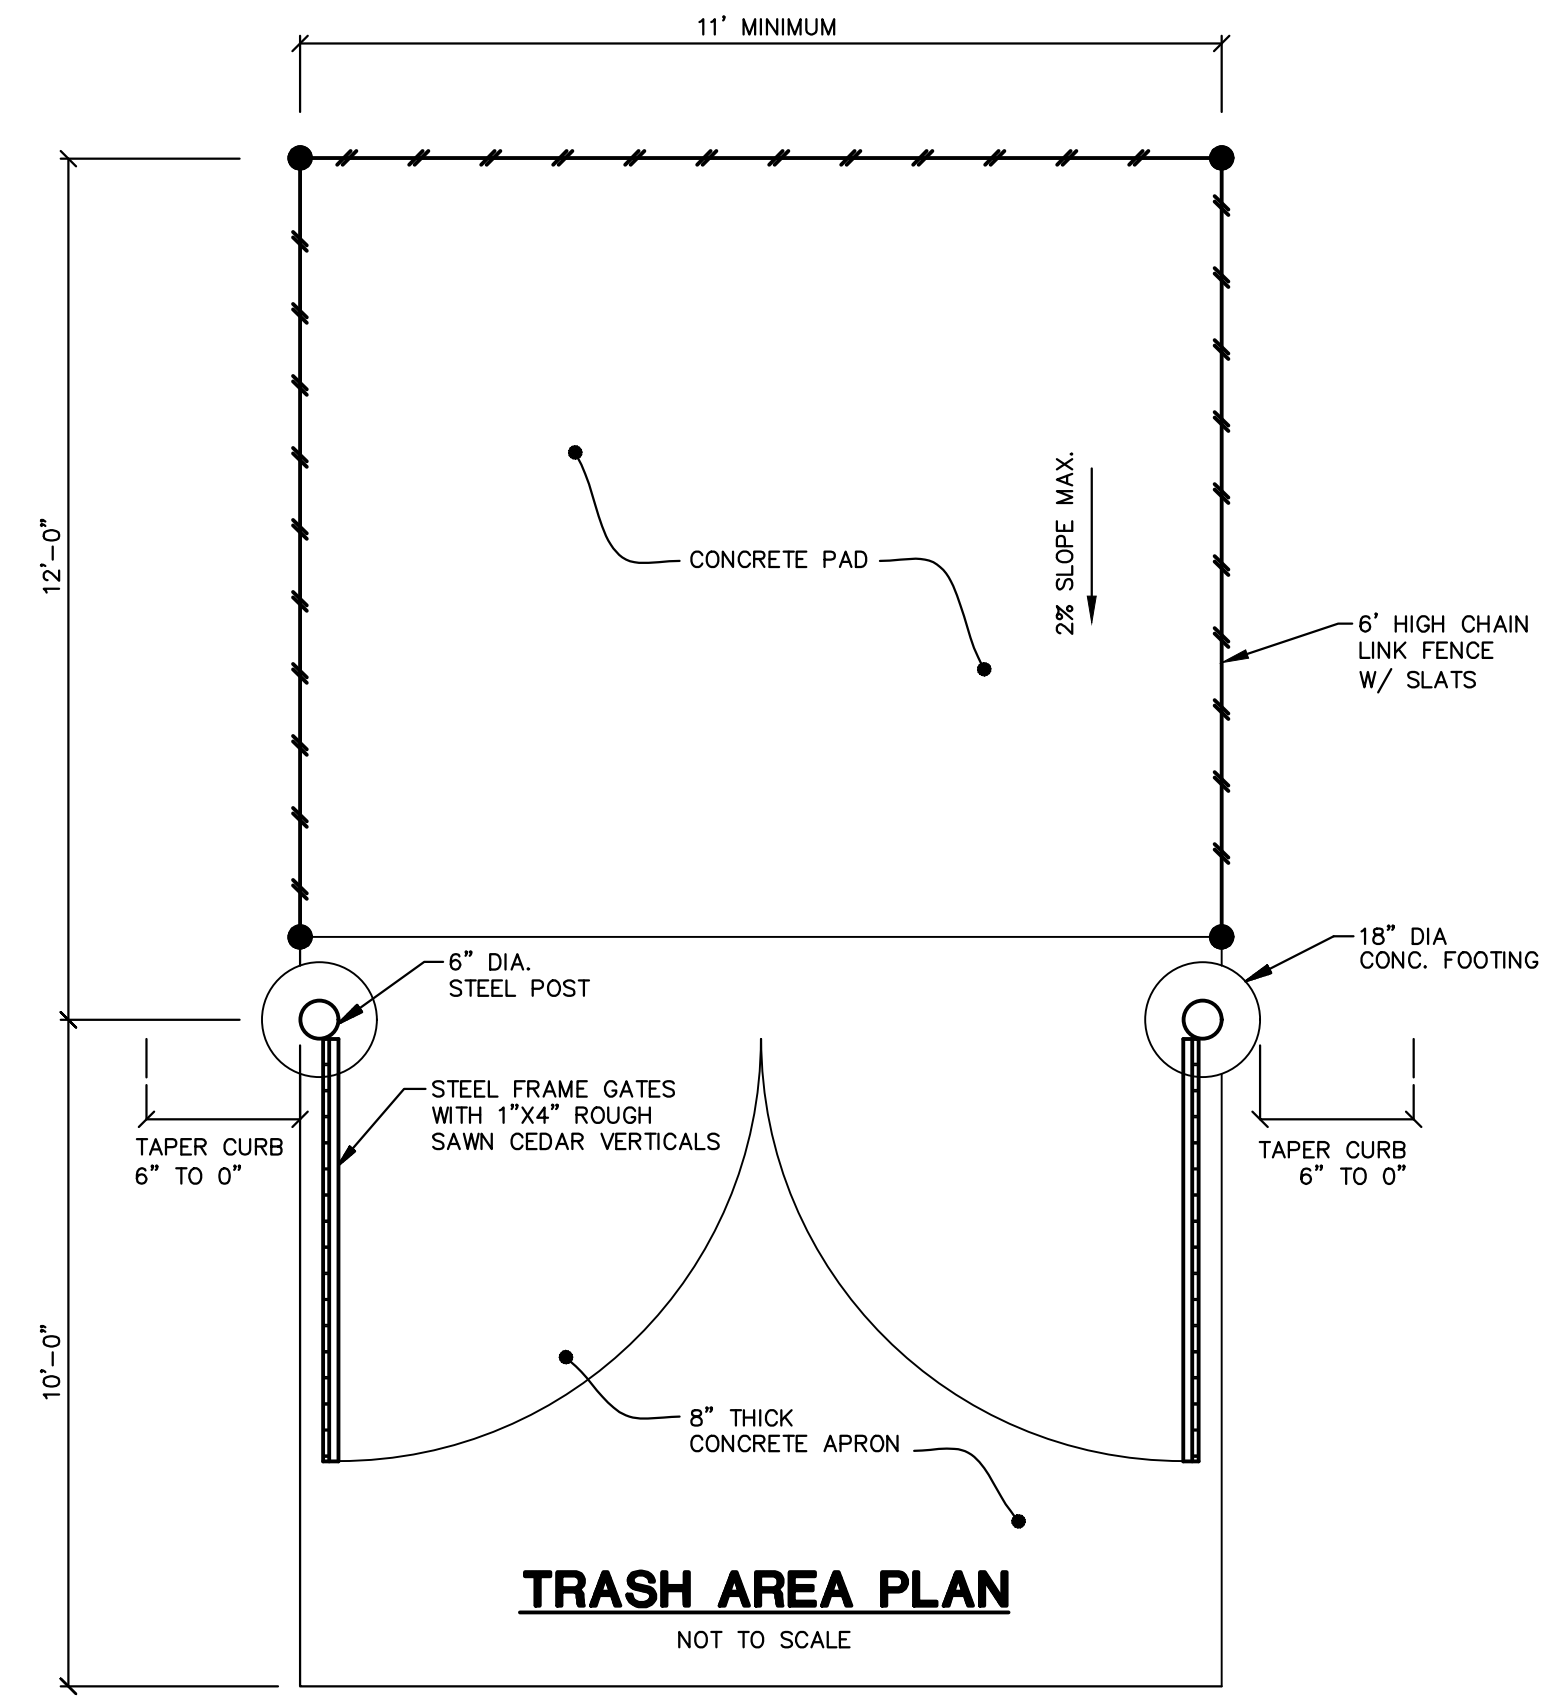 11' MINIMUM
12'-0"
CONCRETE PAD
2% SLOPE MAX.
6' HIGH CHAIN
LINK FENCE
W/ SLATS
18" DIA
CONC. FOOTING
6" DIA.
STEEL POST
STEEL FRAME GATES
WITH 1"X4" ROUGH
SAWN CEDAR VERTICALS
TAPER CURB
6" TO 0"
TAPER CURB
6" TO 0"
10'-0"
8" THICK
CONCRETE APRON
TRASH AREA PLAN
NOT TO SCALE